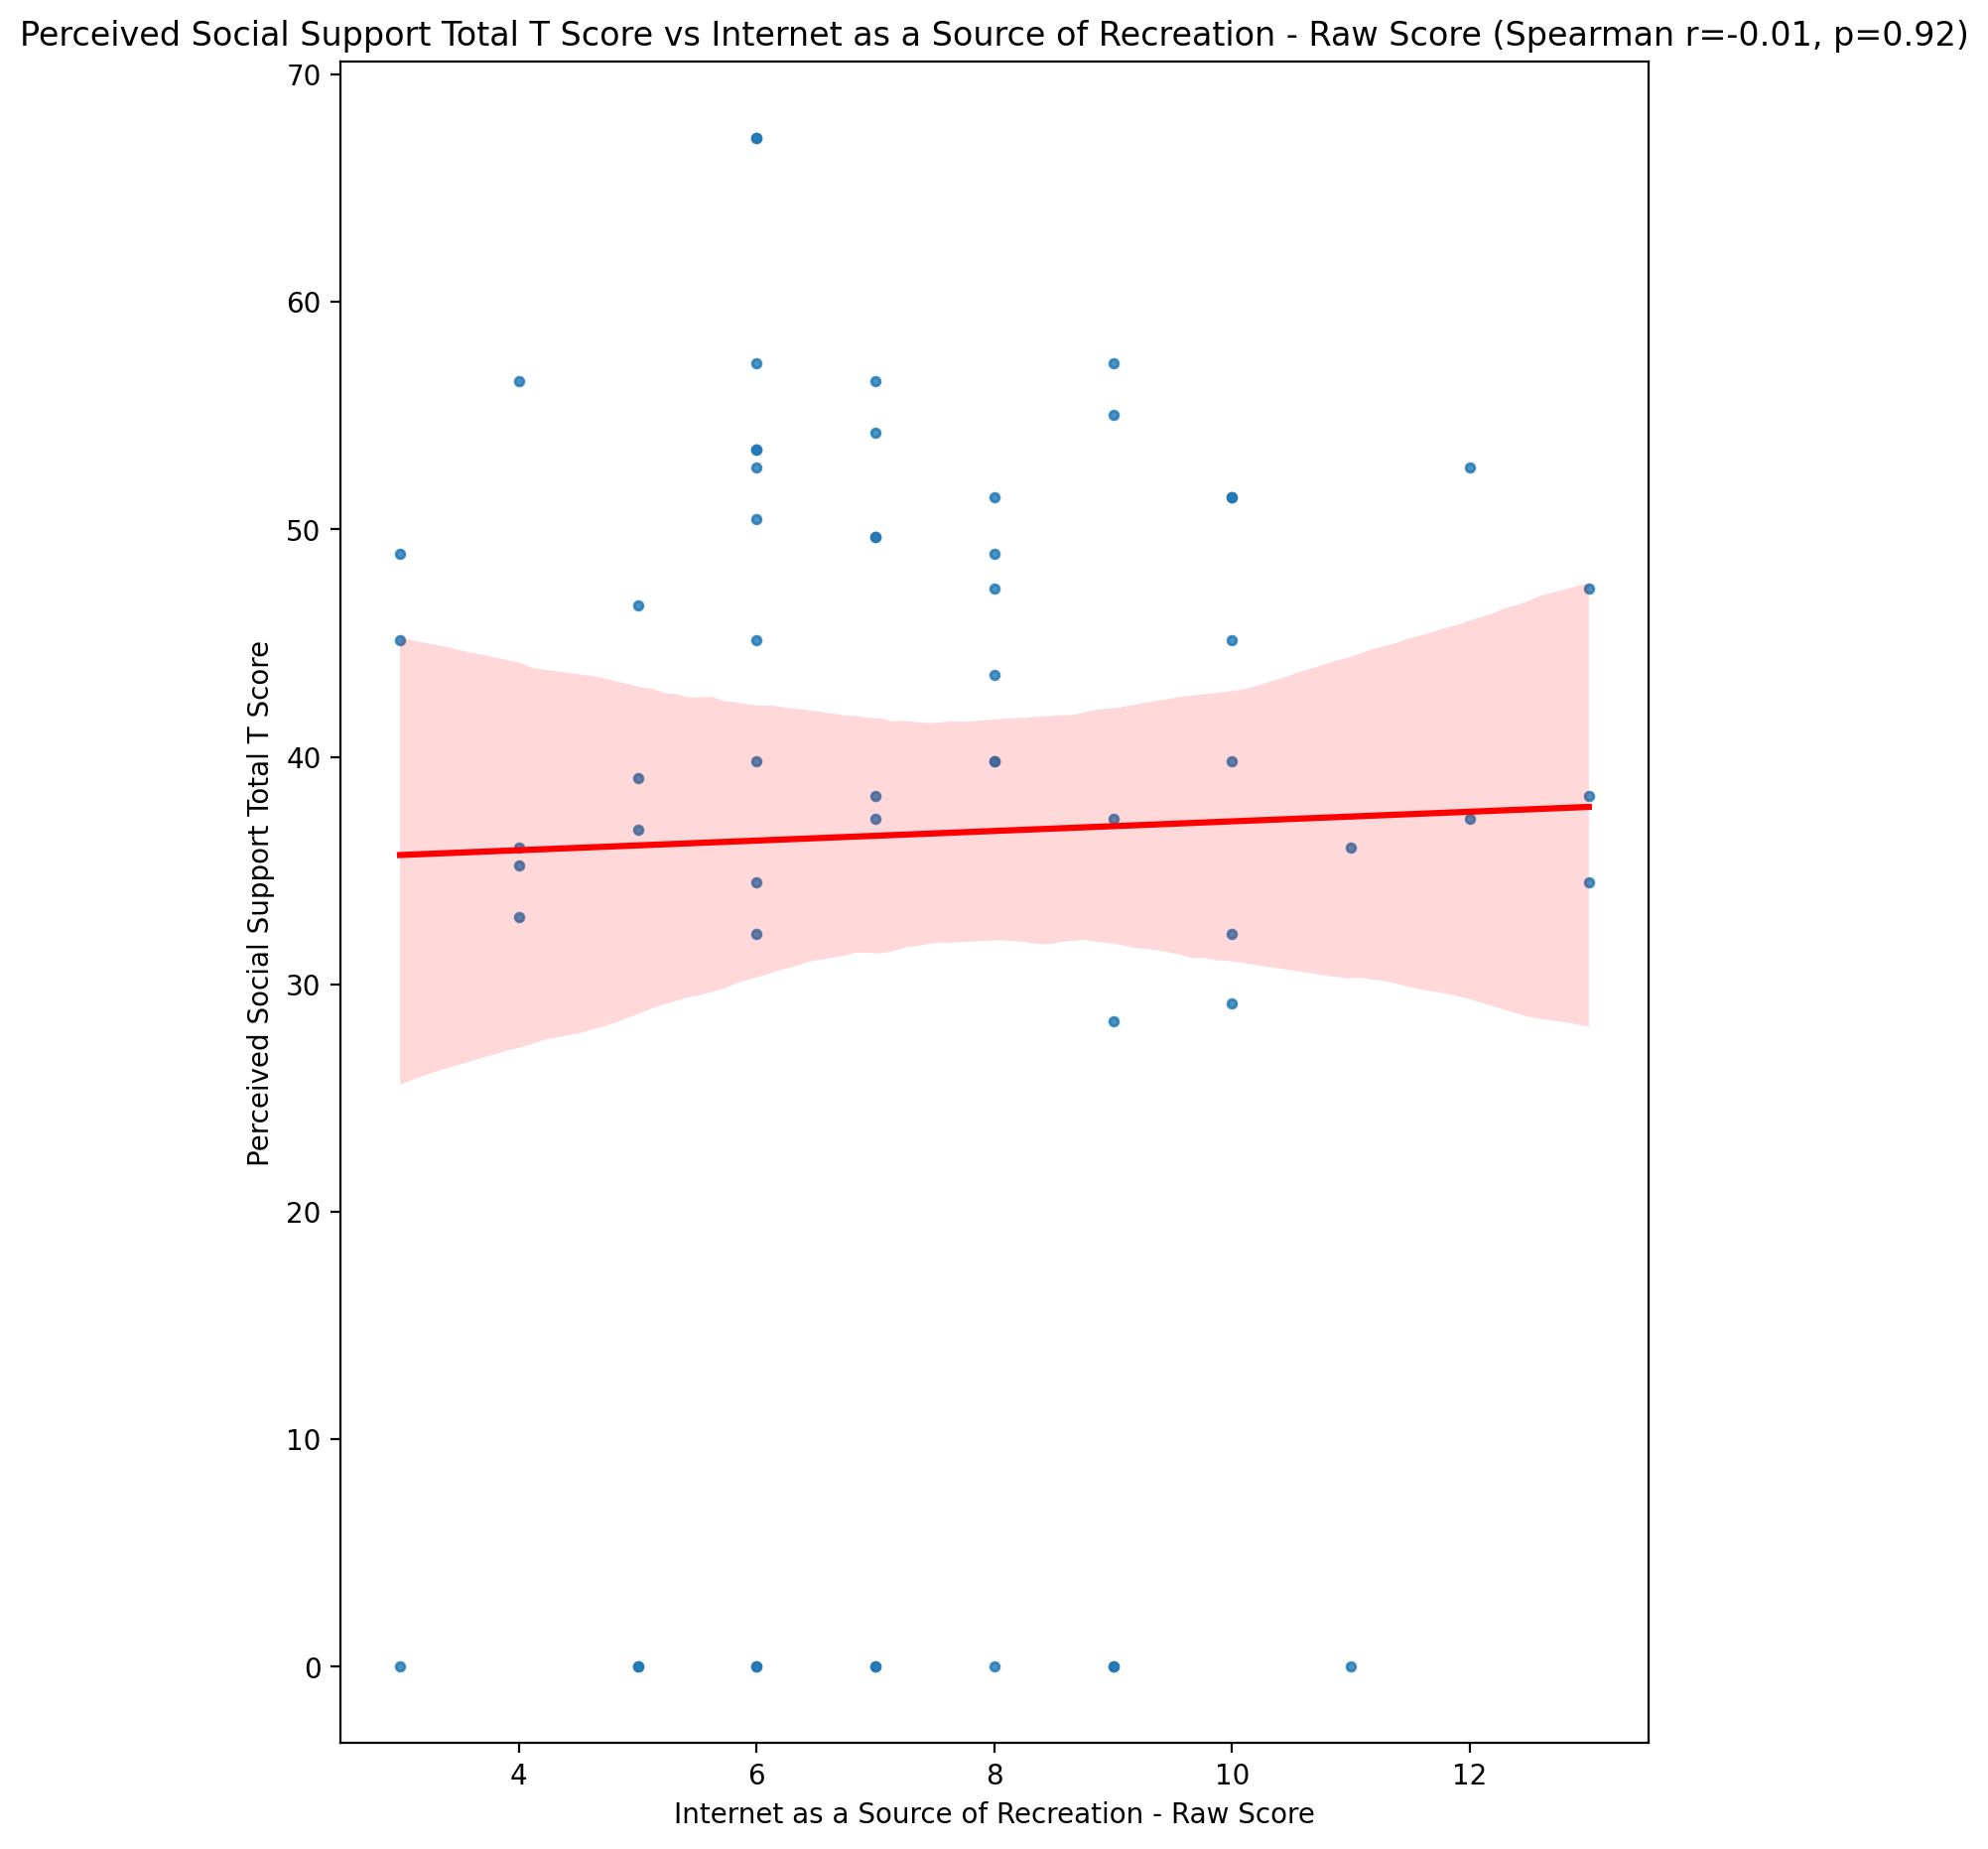 Perceived Social Support Total T Score vs Internet as a Source of Recreation - Raw Score (Spearman r=-0.01, p=0.92)
70
60
50
40
30
20
10
0
Perceived Social Support Total T Score
4 6 8 10 12
Internet as a Source of Recreation - Raw Score